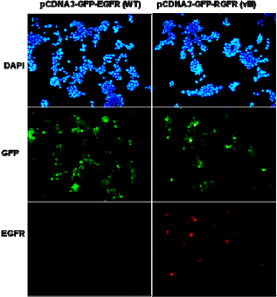 pCDNA3-GFP-EGFR (WT) pCDNA3-GFP-RGFR (vIII)
DAPI
GFP
EGFR